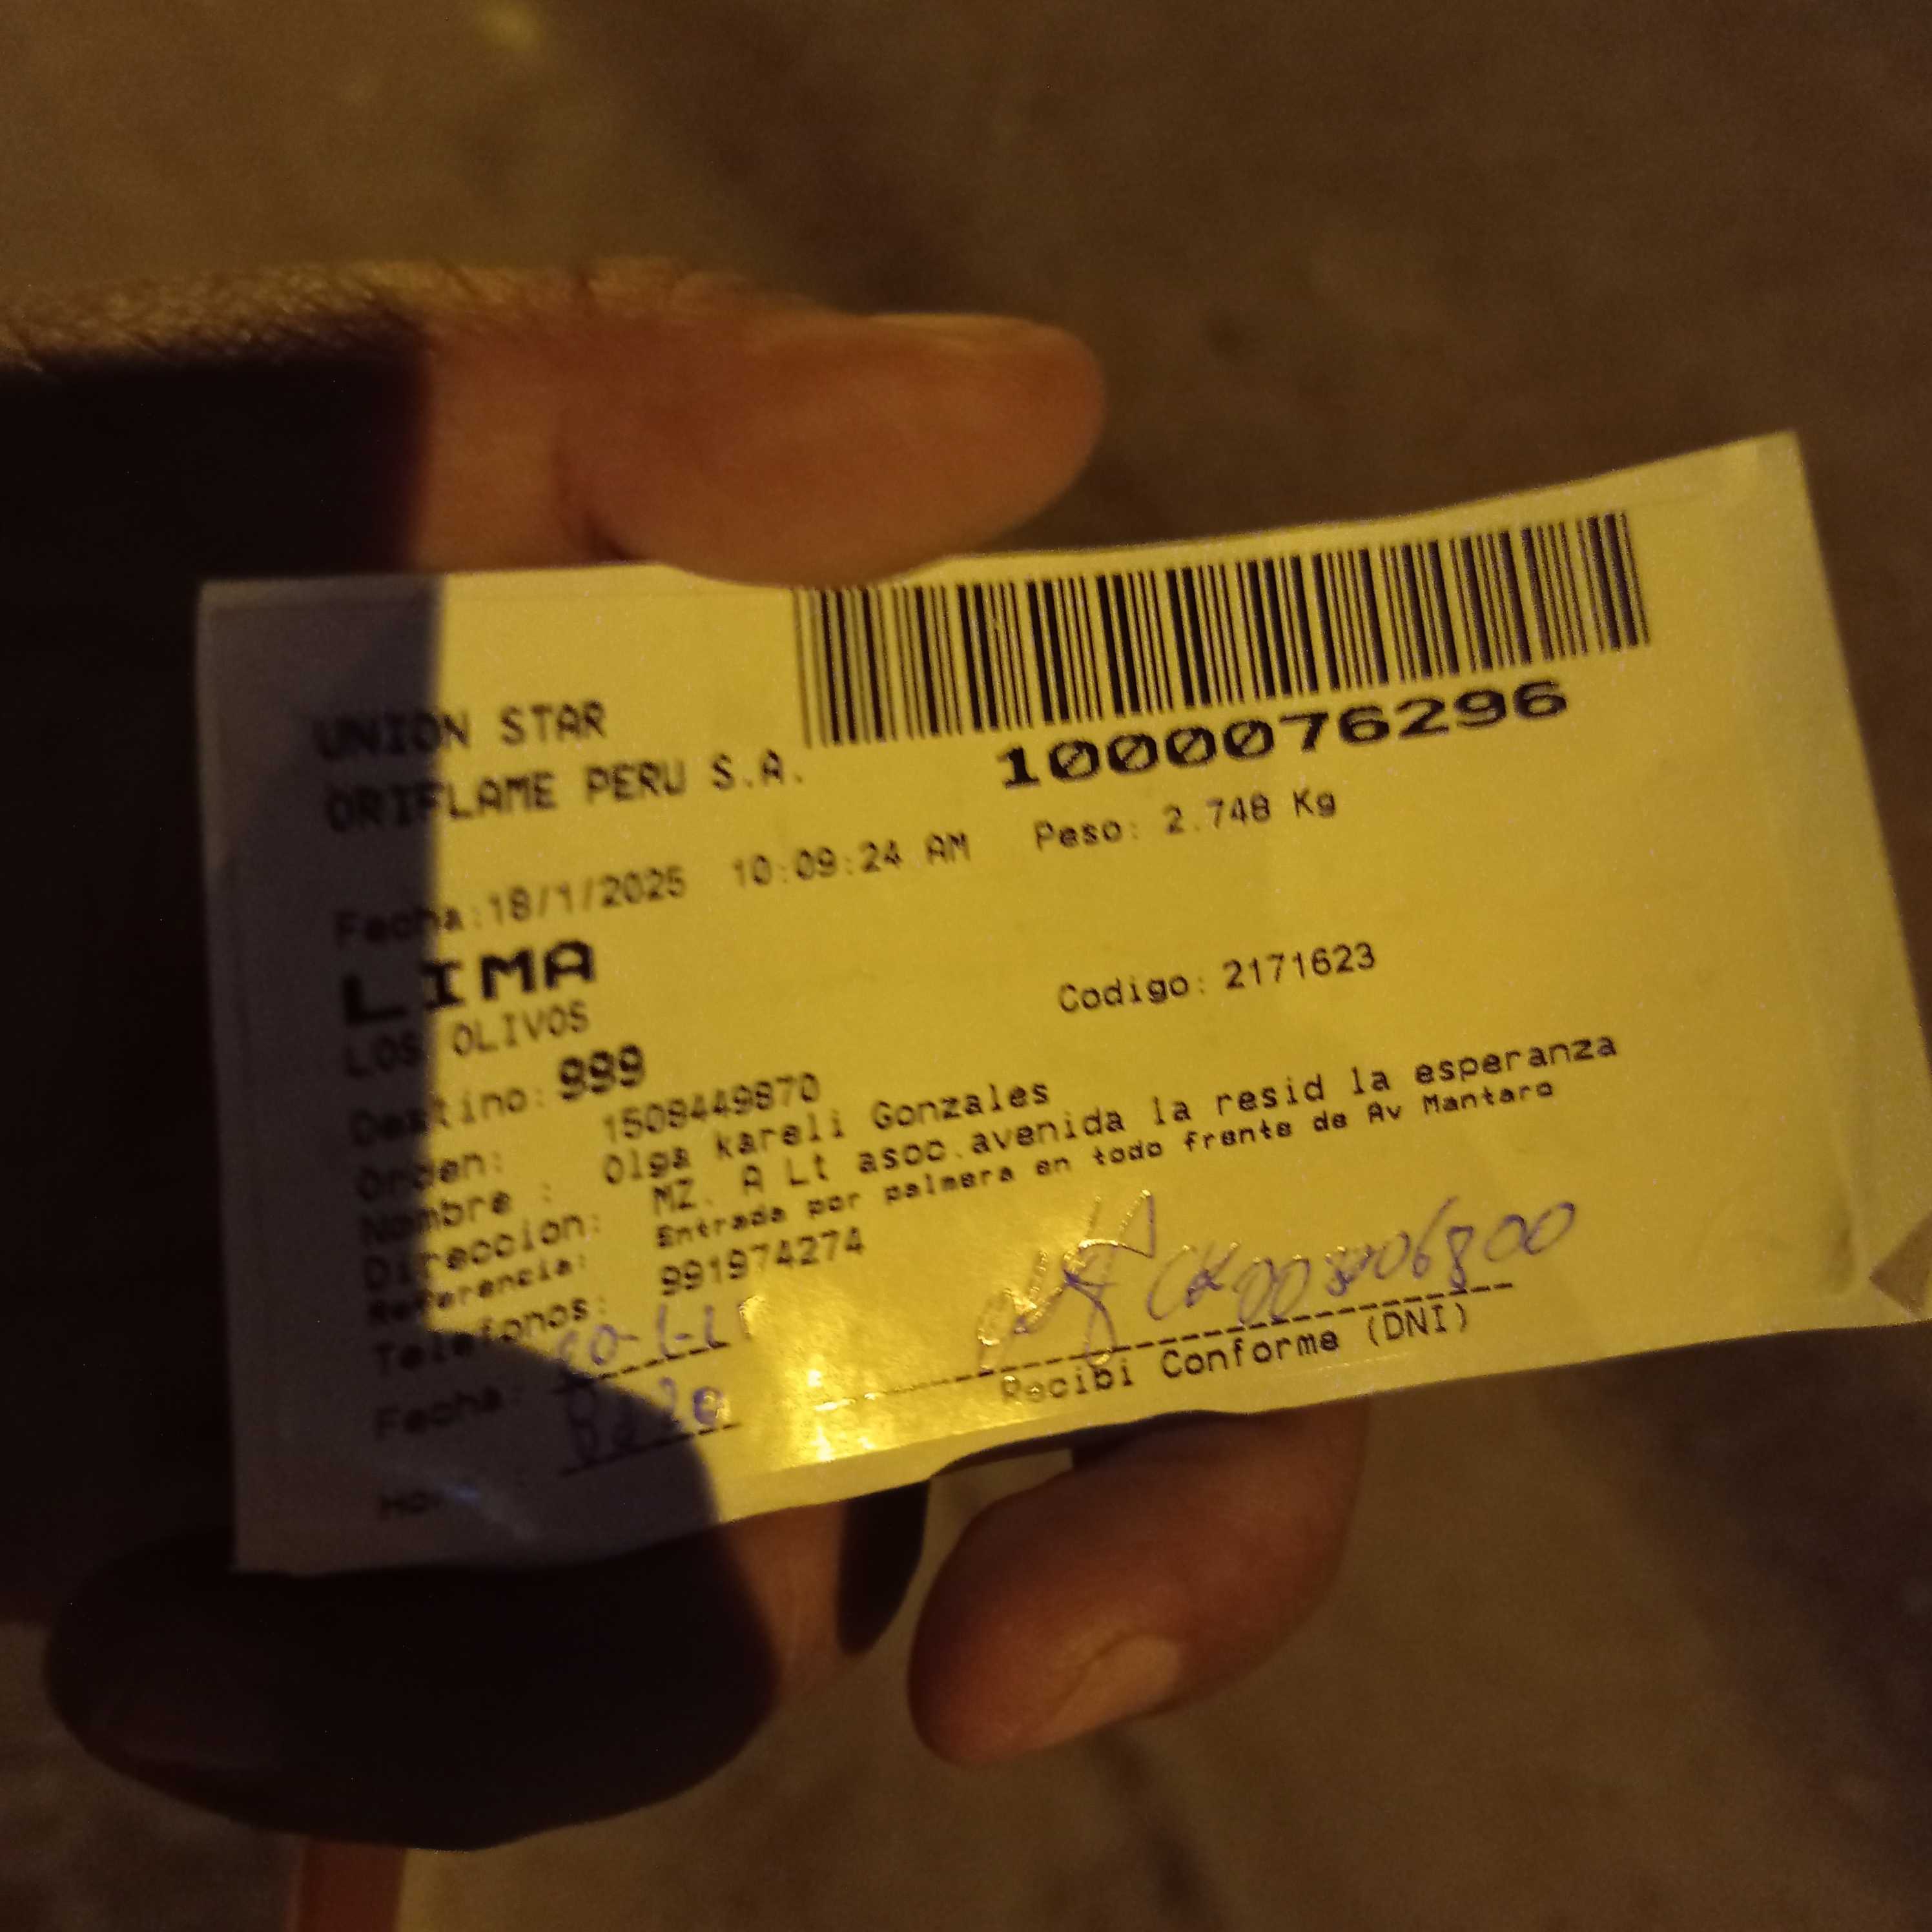 1000076296
UNION STAR
ORIFLAME PERU S.A.
Fecha:18/1/2025 10:09:24 AM Peso: 2.748 Kg
LIMA
LOS OLIVOS Codigo: 2171623
Destino: 999
Orden: 1508449870
Nombre : Olga kareli Gonzales
Direccion: MZ. A Lt asoc.avenida la resid la esperanza
Referencia: Entrada por palmera en todo frente de Av Mantaro
Telefonos: 991974274
Fecha:
Recibi Conforme (DNI)